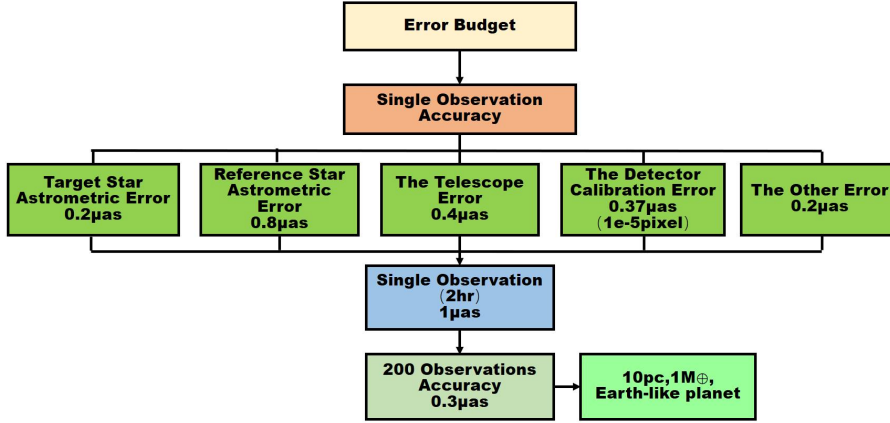 Error Budget
Single Observation
Accuracy
Target Star
Astrometric Error
0.2μas
Reference Star
Astrometric
Error
0.8μas
The Telescope
Error
0.4μas
The Detector
Calibration Error
0.37μas
(1e-5pixel)
The Other Error
0.2μas
Single Observation
(2hr)
1μas
200 Observations
Accuracy
0.3μas
10pc,1M⊕,
Earth-like planet